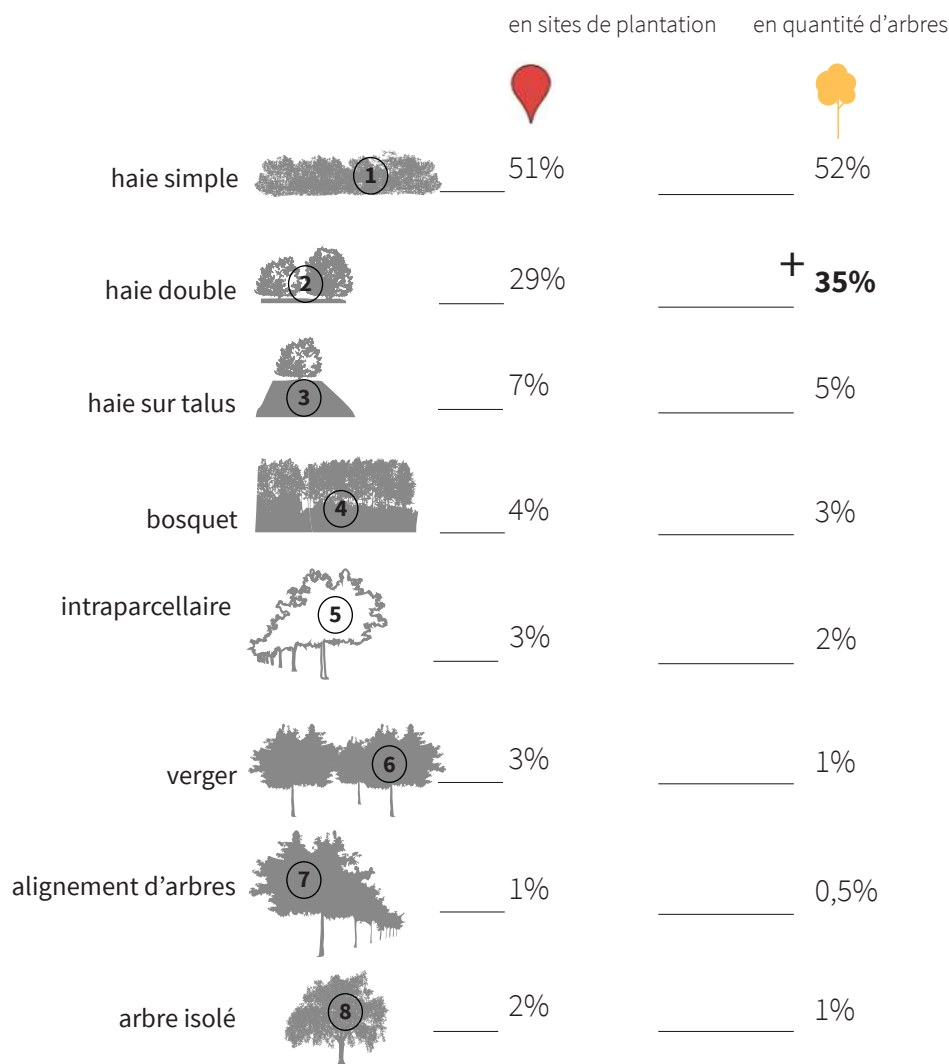 en sites de plantation en quantité d’arbres
haie simple 1 51% 52%
haie double 2 29% + 35%
haie sur talus 3 7% 5%
bosquet 4 4% 3%
intraparcellaire 5 3% 2%
verger 6 3% 1%
alignement d’arbres 7 1% 0,5%
arbre isolé 8 2% 1%